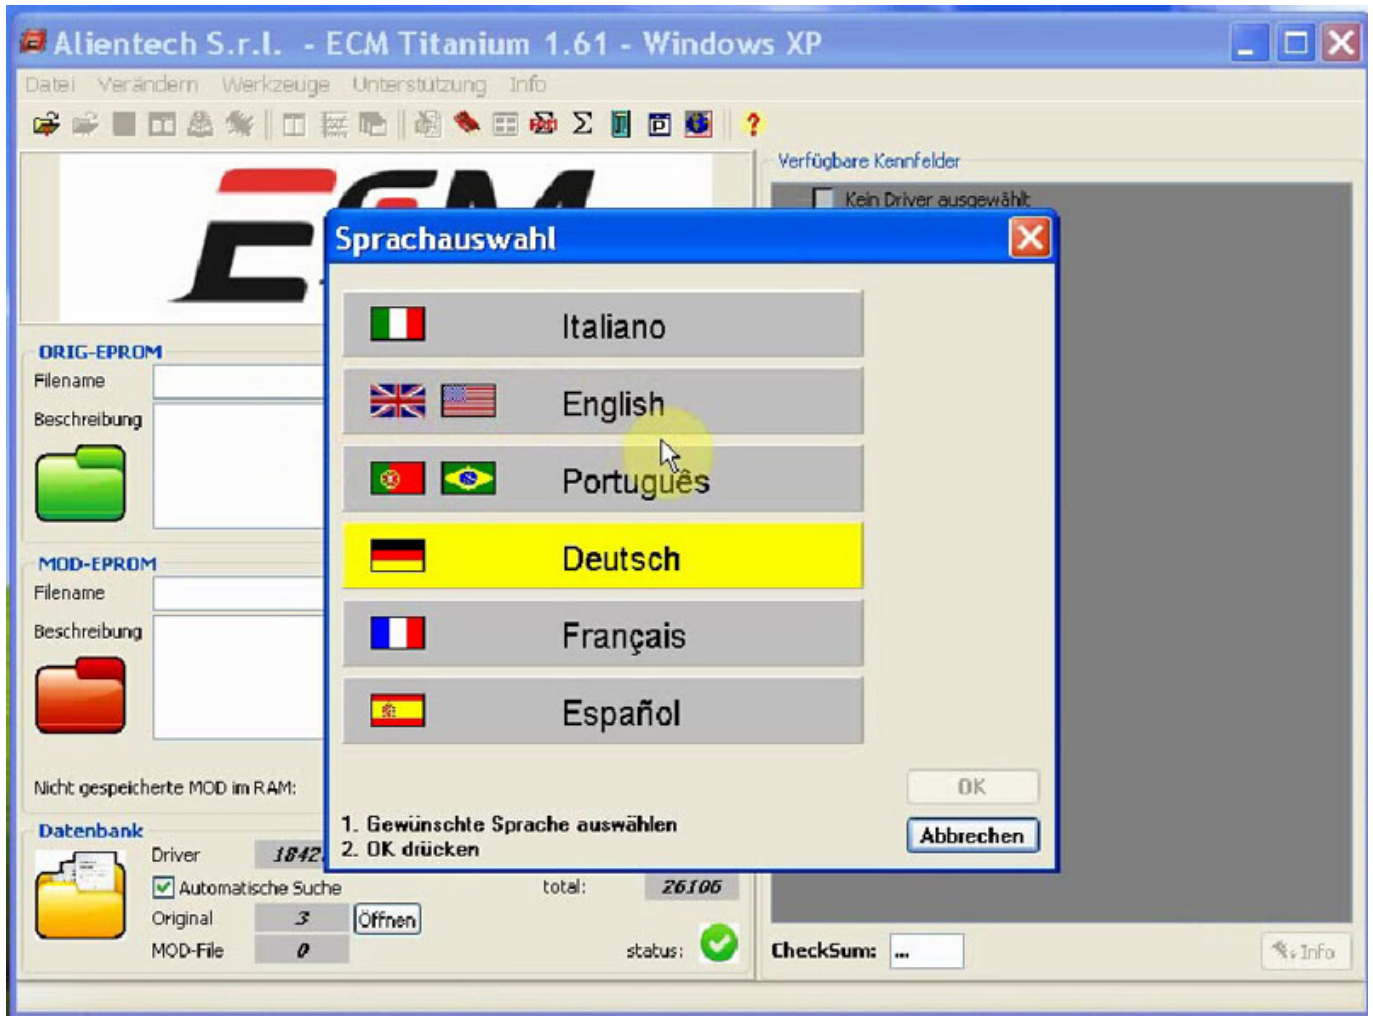 Alientech S.r.l. - ECM Titanium 1.61 - Windows XP
Datei Verändern Werkzeuge Unterstützung Info
Verfügbare Kennfelder
Kein Driver ausgewählt
Sprachauswahl
Italiano
English
Português
Deutsch
Français
Español
1. Gewünschte Sprache auswählen
2. OK drücken
OK
Abbrechen
ORIG-EPROM
Filename
Beschreibung
MOD-EPROM
Filename
Beschreibung
Nicht gespeicherte MOD im RAM:
Datenbank
Driver
Automatische Suche total: 26106
Original 3 Öffnen
MOD-File 0 status:
CheckSum: ...
Info